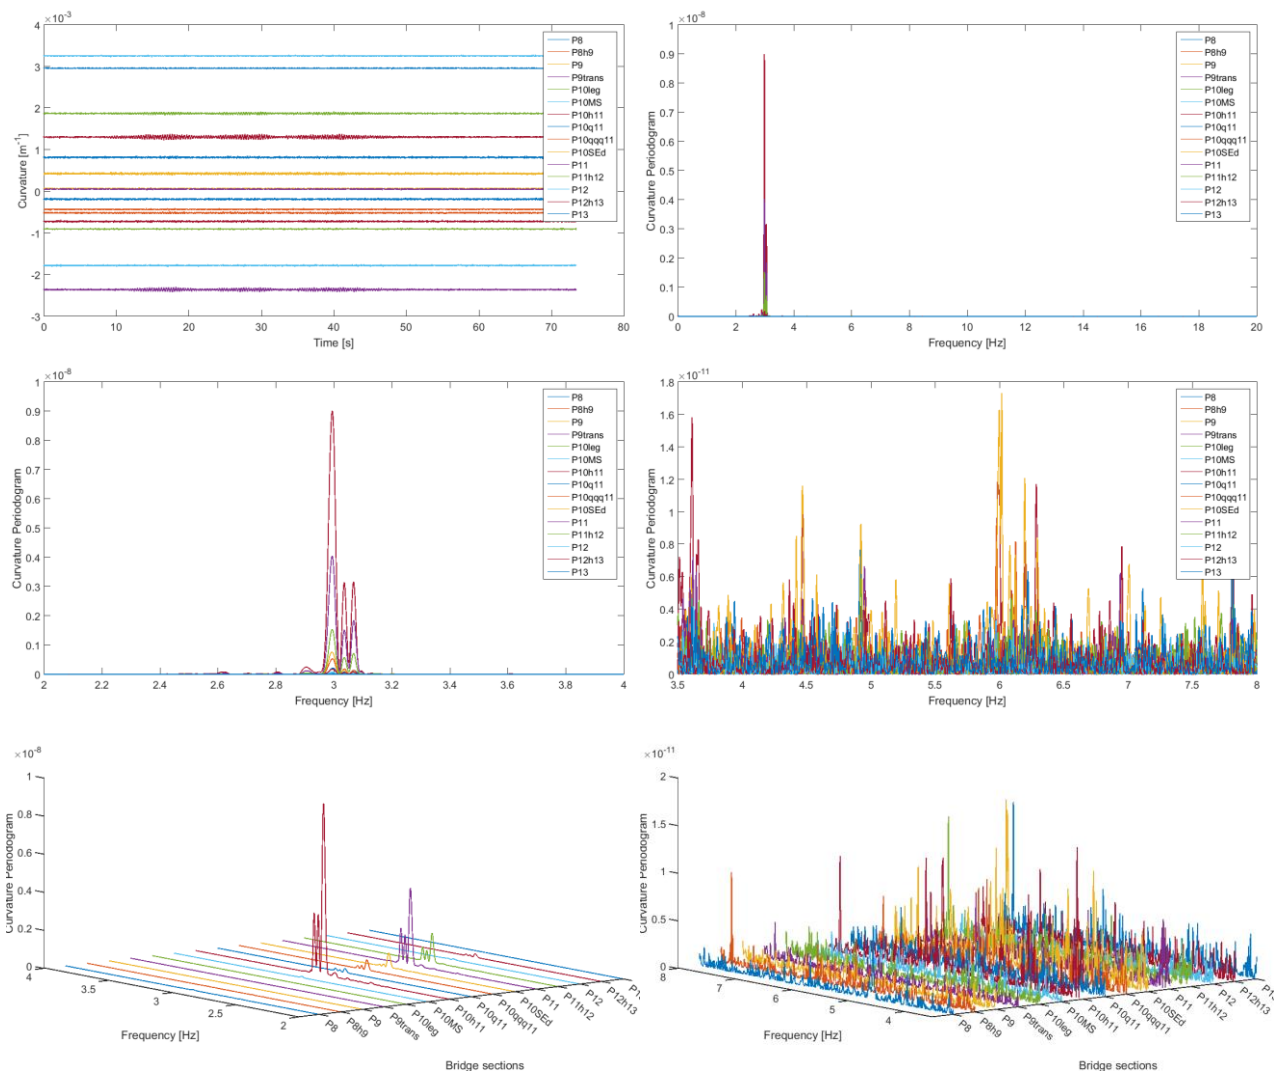 ×10-3
4
3
2
1
0
-1
-2
-3
0 10 20 30 40 50 60 70 80
Curvature [m-1]
Time [s]
P8
P8h9
P9
P9trans
P10leg
P10MS
P10h11
P10q11
P10qqq11
P10SEd
P11
P11h12
P12
P12h13
P13
×10-8
1
0.9
0.8
0.7
0.6
0.5
0.4
0.3
0.2
0.1
0
0 2 4 6 8 10 12 14 16 18 20
Curvature Periodogram
Frequency [Hz]
P8
P8h9
P9
P9trans
P10leg
P10MS
P10h11
P10q11
P10qqq11
P10SEd
P11
P11h12
P12
P12h13
P13
×10-8
1
0.9
0.8
0.7
0.6
0.5
0.4
0.3
0.2
0.1
0
2 2.2 2.4 2.6 2.8 3 3.2 3.4 3.6 3.8 4
Curvature Periodogram
Frequency [Hz]
P8
P8h9
P9
P9trans
P10leg
P10MS
P10h11
P10q11
P10qqq11
P10SEd
P11
P11h12
P12
P12h13
P13
×10-11
1.8
1.6
1.4
1.2
1
0.8
0.6
0.4
0.2
0
3.5 4 4.5 5 5.5 6 6.5 7 7.5 8
Curvature Periodogram
Frequency [Hz]
P8
P8h9
P9
P9trans
P10leg
P10MS
P10h11
P10q11
P10qqq11
P10SEd
P11
P11h12
P12
P12h13
P13
×10-8
1
0.8
0.6
0.4
0.2
0
Curvature Periodogram
4 3.5 3 2.5 2
Frequency [Hz]
P8
P8h9
P9
P9trans
P10leg
P10MS
P10h11
P10q11
P10qqq11
P10SEd
P11
P11h12
P12
P12h13
Bridge sections
×10-11
2
1.5
1
0.5
0
Curvature Periodogram
8 7 6 5 4
Frequency [Hz]
P8
P8h9
P9
P9trans
P10leg
P10MS
P10h11
P10q11
P10qqq11
P10SEd
P11
P11h12
P12
P12h13
Bridge sections